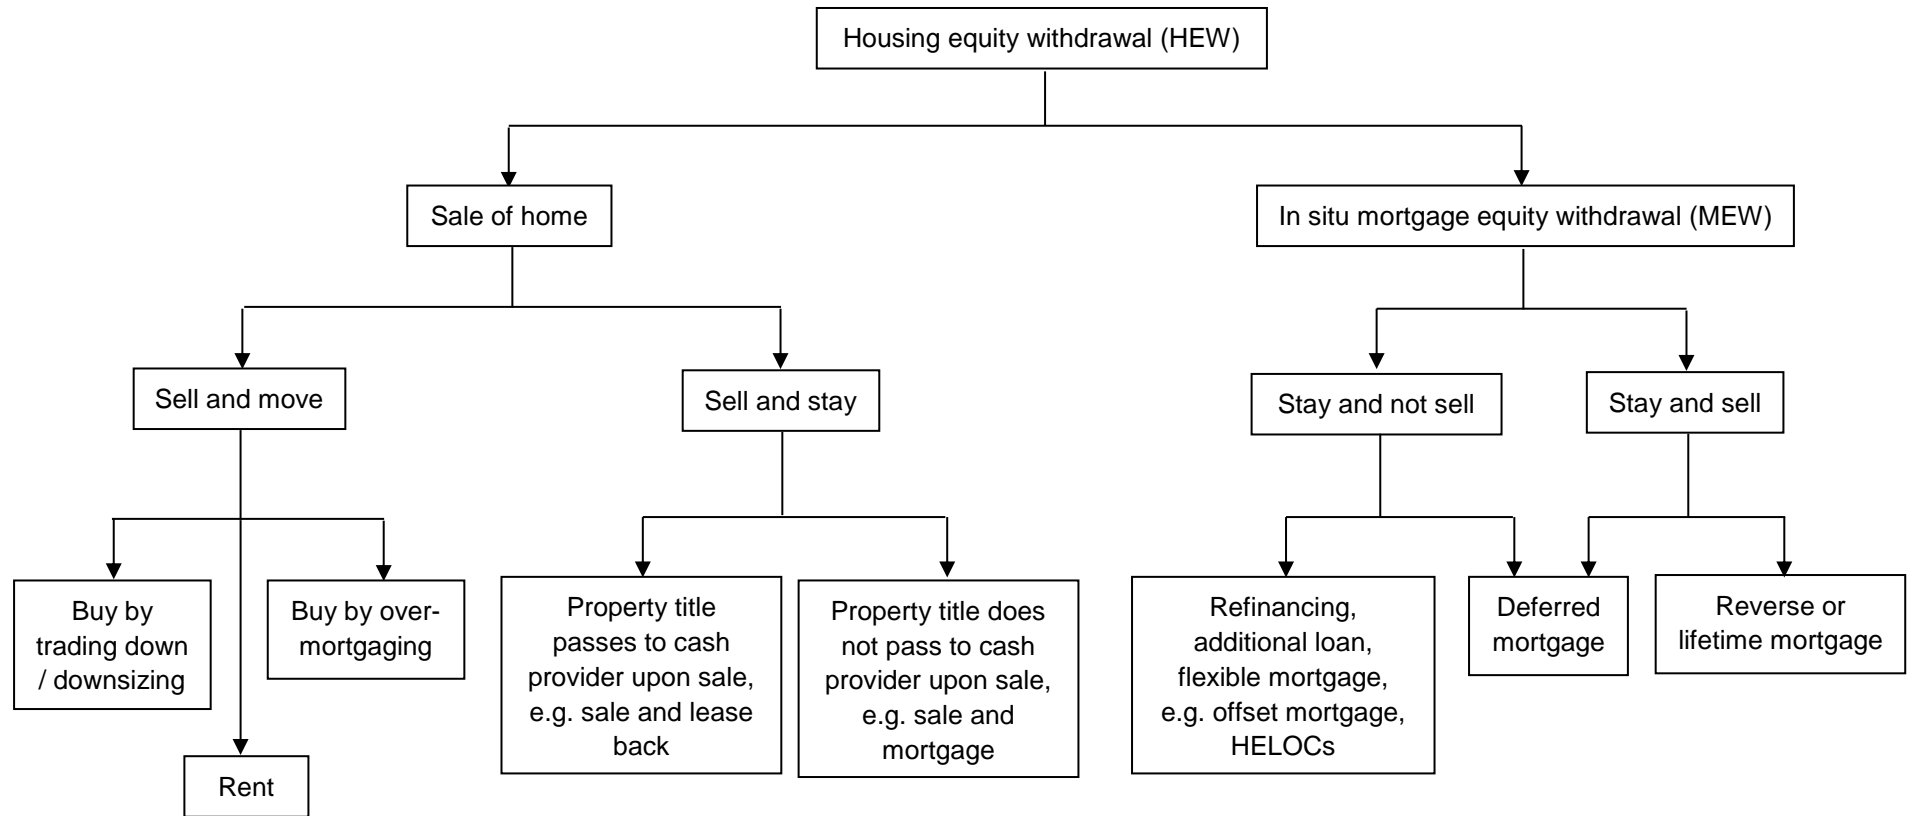 Housing equity withdrawal (HEW)
Sale of home
In situ mortgage equity withdrawal (MEW)
Sell and move
Sell and stay
Stay and not sell
Stay and sell
Buy by
trading down
/ downsizing
Rent
Buy by over-
mortgaging
Property title
passes to cash
provider upon sale,
e.g. sale and lease
back
Property title does
not pass to cash
provider upon sale,
e.g. sale and
mortgage
Refinancing,
additional loan,
flexible mortgage,
e.g. offset mortgage,
HELOCs
Deferred
mortgage
Reverse or
lifetime mortgage